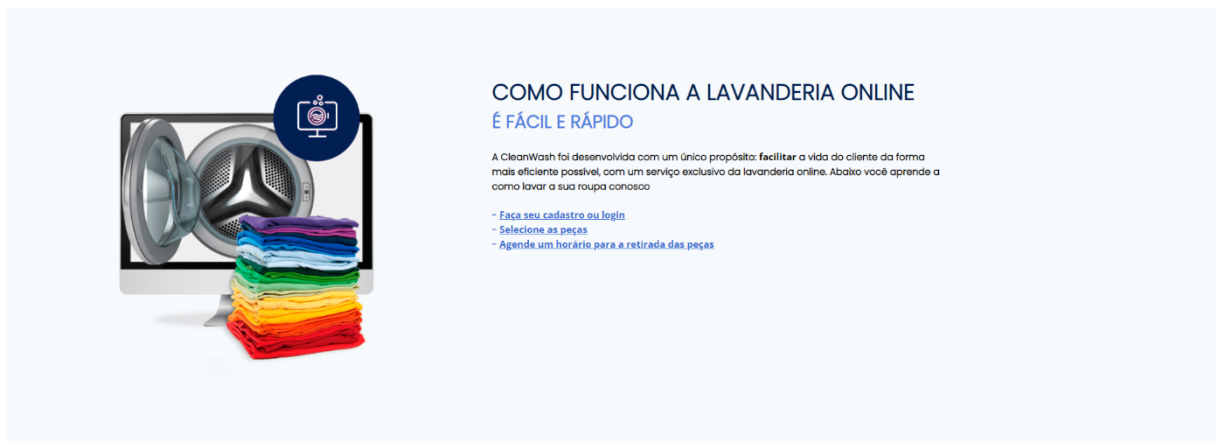 COMO FUNCIONA A LAVANDERIA ONLINE
É FÁCIL E RÁPIDO
A CleanWash foi desenvolvida com um único propósito: facilitar a vida do cliente da forma
mais eficiente possível, com um serviço exclusivo da lavanderia online. Abaixo você aprende a
como lavar a sua roupa conosco
- Faça seu cadastro ou login
- Selecione as peças
- Agende um horário para a retirada das peças